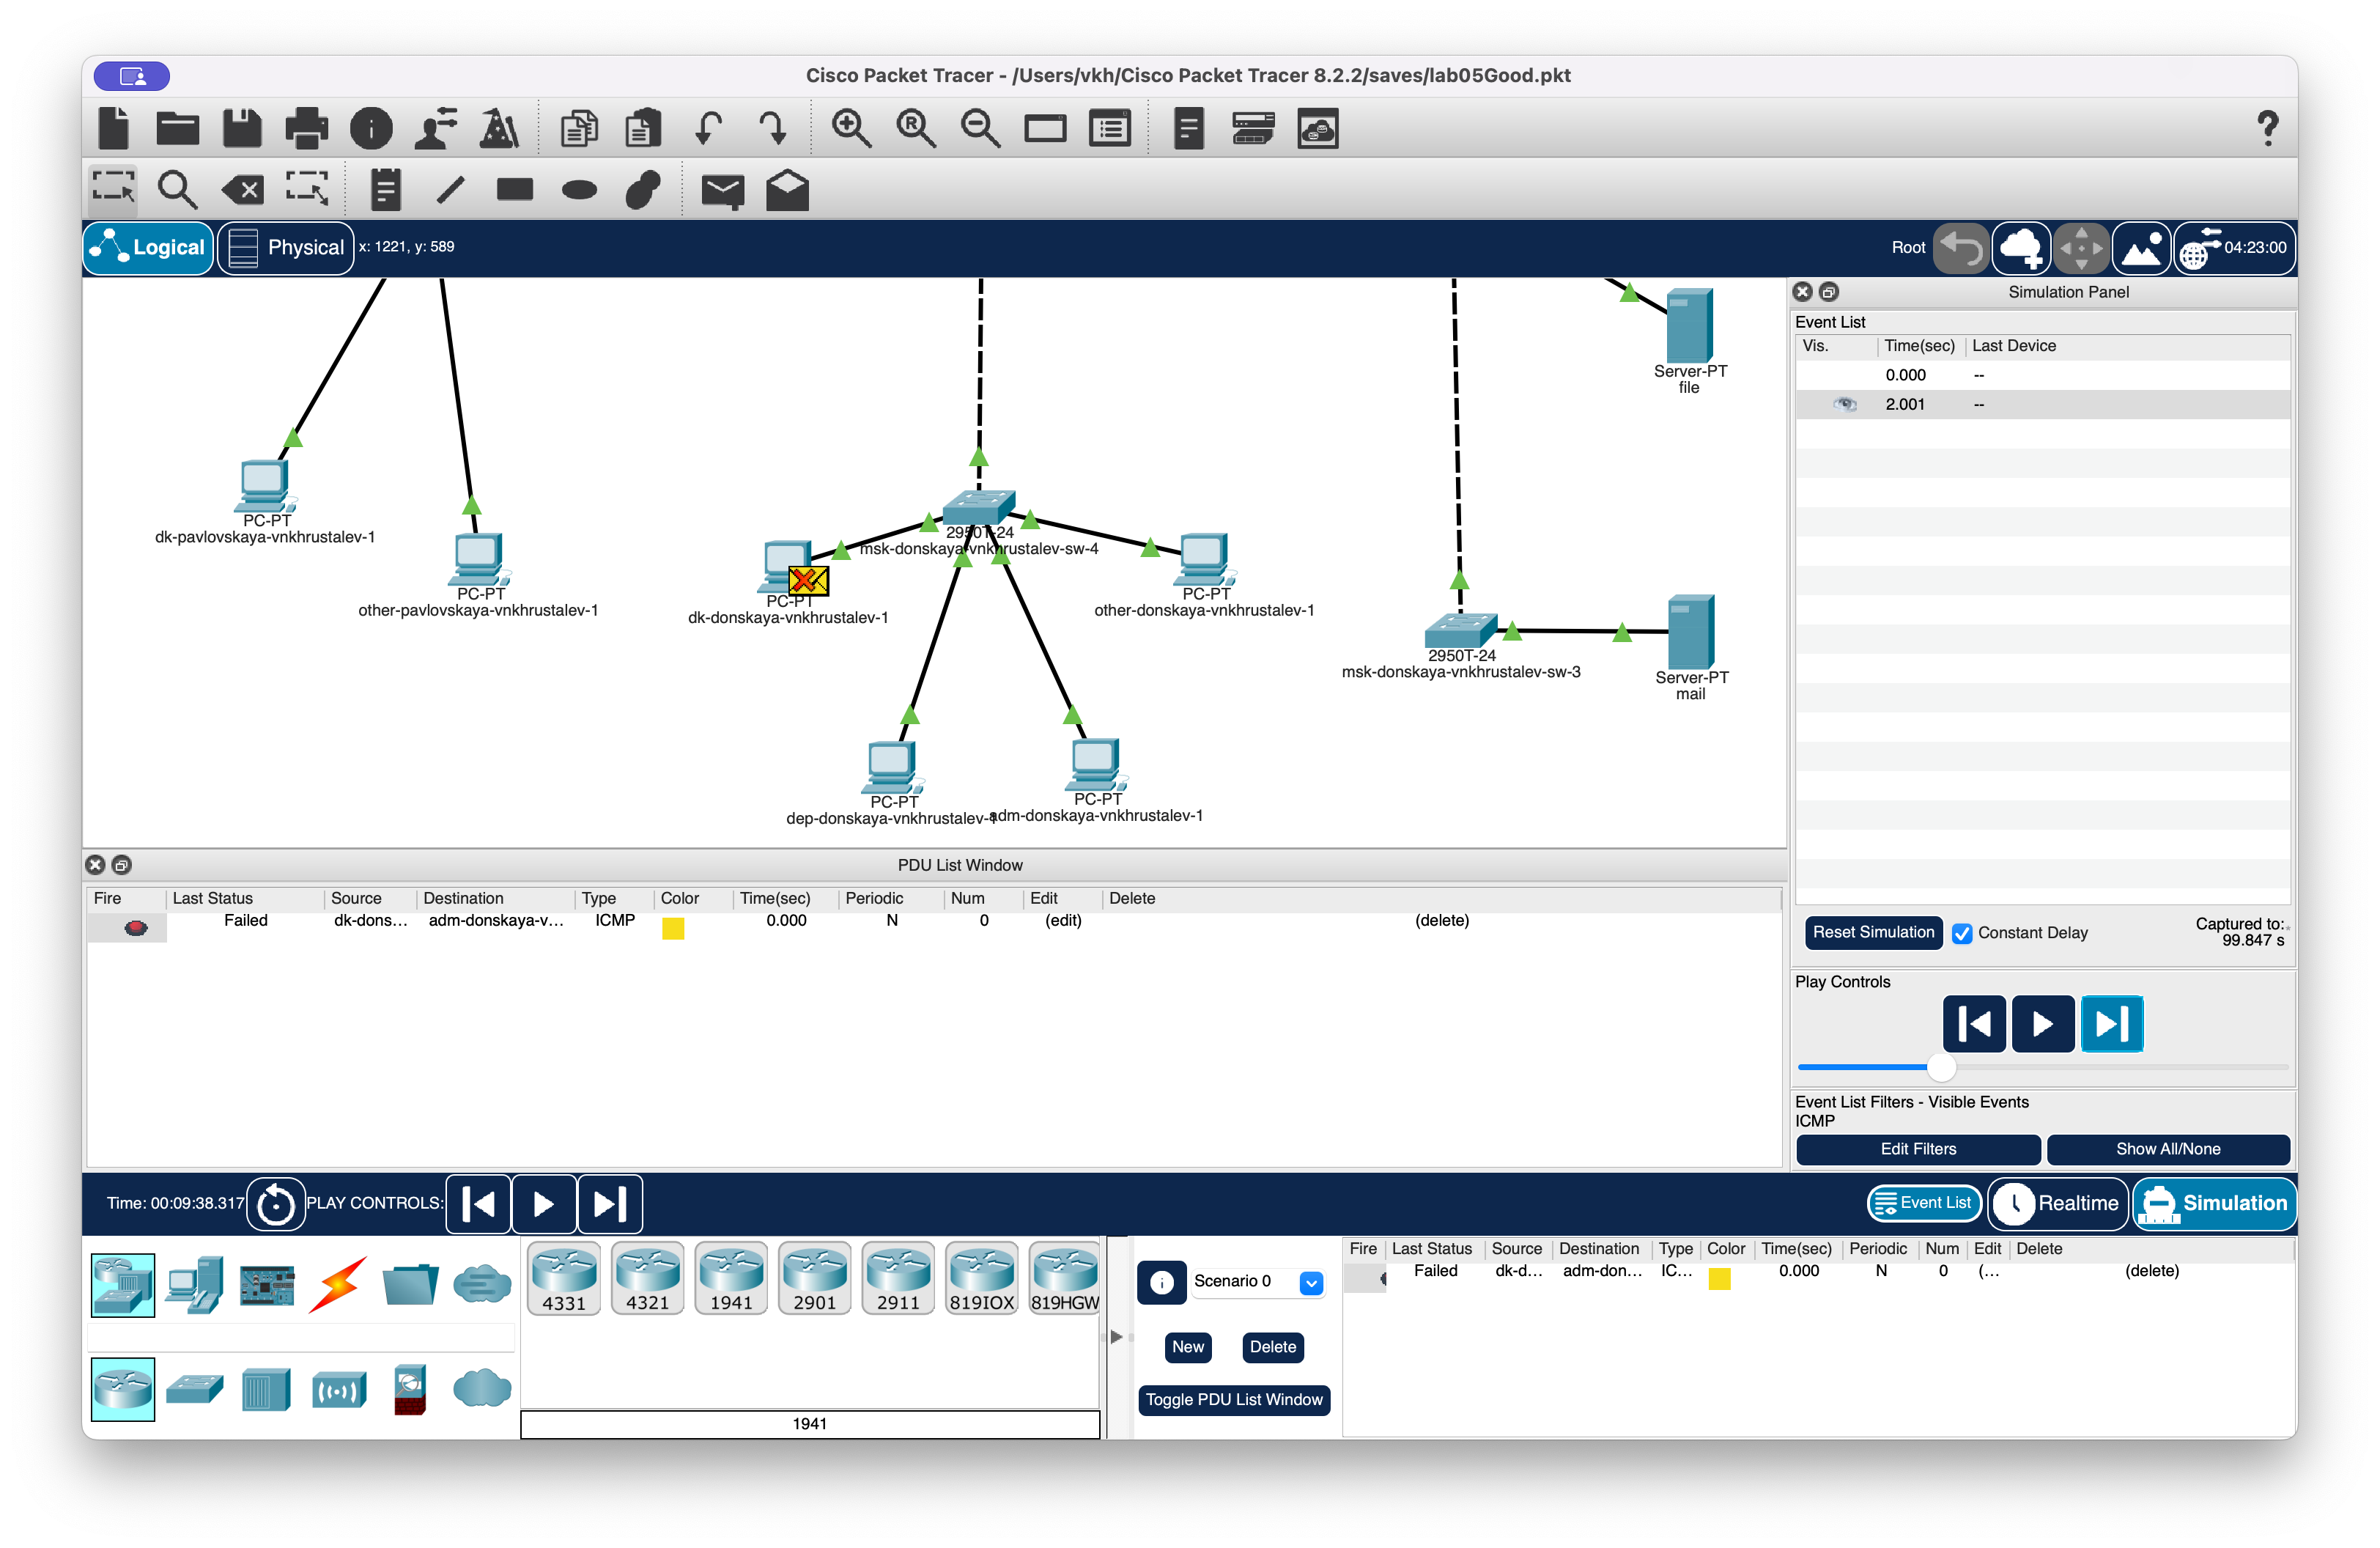 Cisco Packet Tracer - /Users/vkh/Cisco Packet Tracer 8.2.2/saves/lab05Good.pkt
Logical
Physical
x: 1221, y: 589
Root
04:23:00
PC-PT
dk-pavlovskaya-vnkhrustalev-1
PC-PT
other-pavlovskaya-vnkhrustalev-1
2950T-24
msk-donskaya-vnkhrustalev-sw-4
PC-PT
dk-donskaya-vnkhrustalev-1
PC-PT
other-donskaya-vnkhrustalev-1
PC-PT
dep-donskaya-vnkhrustalev-1
PC-PT
adm-donskaya-vnkhrustalev-1
Server-PT
file
2950T-24
msk-donskaya-vnkhrustalev-sw-3
Server-PT
mail
Simulation Panel
Event List
Vis. Time(sec) Last Device
0.000 --
2.001 --
Reset Simulation
Constant Delay
Captured to:
99.847 s
Play Controls
Event List Filters - Visible Events
ICMP
Edit Filters
Show All/None
PDU List Window
Fire Last Status Source Destination Type Color Time(sec) Periodic Num Edit Delete
Failed dk-dons... adm-donskaya-v... ICMP 0.000 N 0 (edit) (delete)
Time: 00:09:38.317
PLAY CONTROLS:
Event List
Realtime
Simulation
4331
4321
1941
2901
2911
819IOX
819HGW
1941
Scenario 0
New
Delete
Toggle PDU List Window
Fire Last Status Source Destination Type Color Time(sec) Periodic Num Edit Delete
Failed dk-d... adm-don... IC... 0.000 N 0 (... (delete)